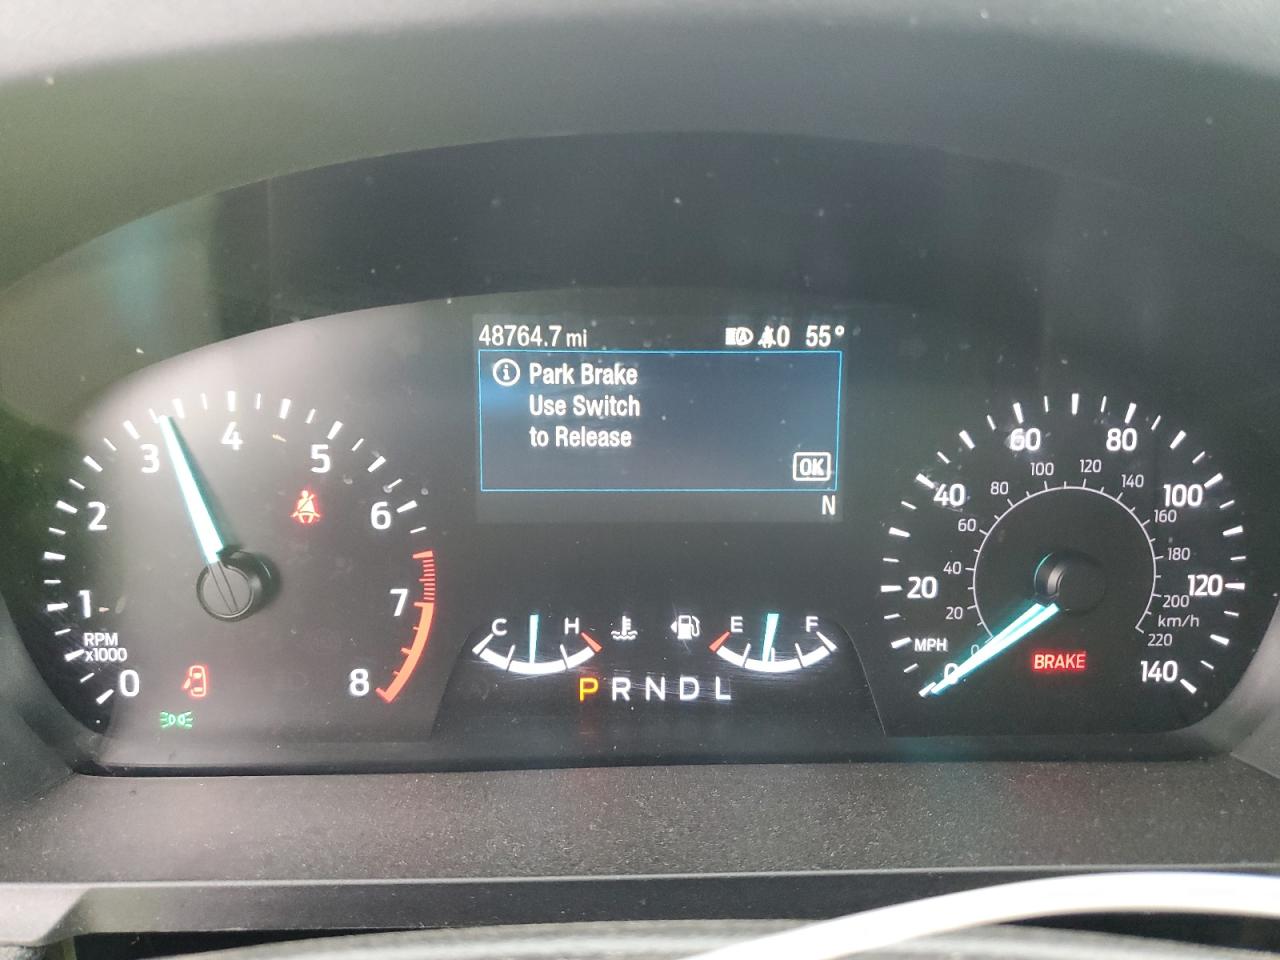 48764.7 mi 0 55°
Park Brake
Use Switch
to Release
OK
N
0 1 2 3 4 5 6 7 8
RPM
x1000
C H E F
P R N D L
0 20 40 60 80 100 120 140
MPH
0 20 40 60 80 100 120 140 160 180 200 220
km/h
BRAKE